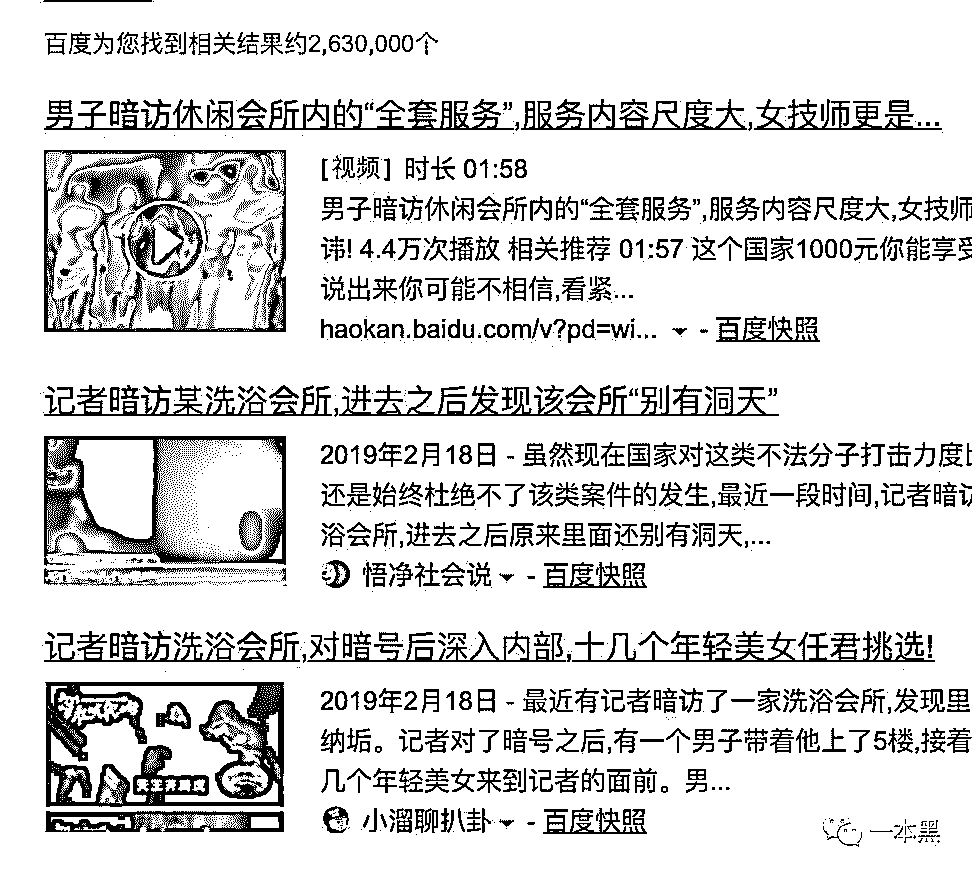 百度为您找到相关结果约2,630,000个
男子暗访休闲会所内的“全套服务”,服务内容尺度大,女技师更是...
[视频] 时长 01:58
男子暗访休闲会所内的“全套服务”,服务内容尺度大,女技师
讳! 4.4万次播放 相关推荐 01:57 这个国家1000元你能享受
说出来你可能不相信,看紧...
haokan.baidu.com/v?pd=wi... - 百度快照
记者暗访某洗浴会所,进去之后发现该会所“别有洞天”
2019年2月18日 - 虽然现在国家对这类不法分子打击力度比
还是始终杜绝不了该类案件的发生,最近一段时间,记者暗访
浴会所,进去之后原来里面还别有洞天,...
悟净社会说 - 百度快照
记者暗访洗浴会所,对暗号后深入内部,十几个年轻美女任君挑选!
2019年2月18日 - 最近有记者暗访了一家洗浴会所,发现里
纳垢。记者对了暗号之后,有一个男子带着他上了5楼,接着
几个年轻美女来到记者的面前。男...
小溜聊扒卦 - 百度快照
一本黑